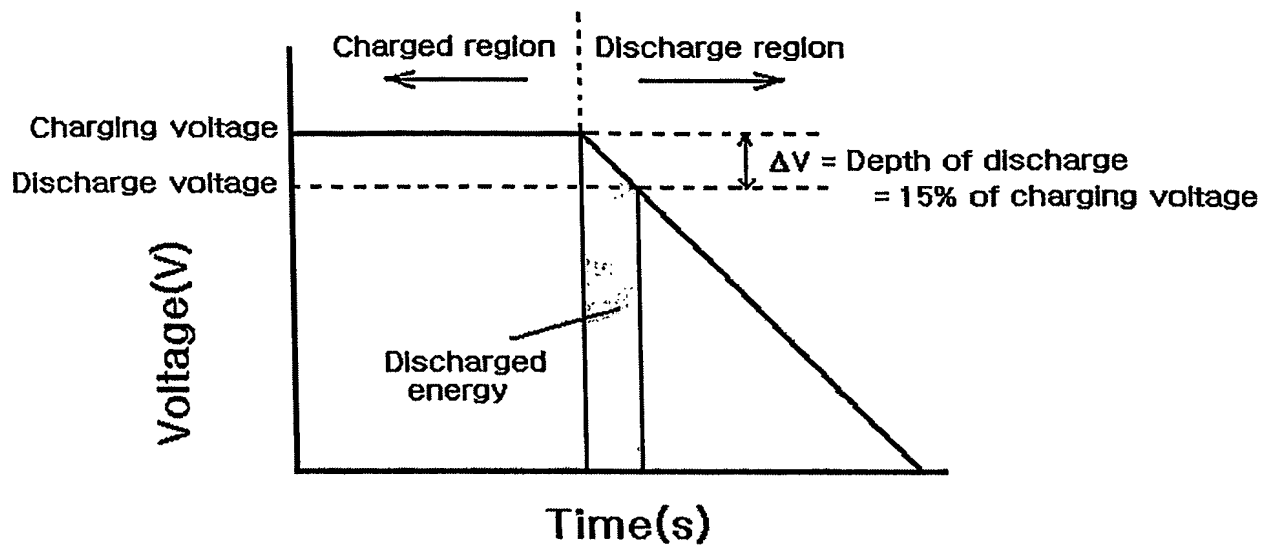 Charged region
Discharge region
Charging voltage
Discharge voltage
ΔV = Depth of discharge
= 15% of charging voltage
Voltage(V)
Discharged
energy
Time(s)